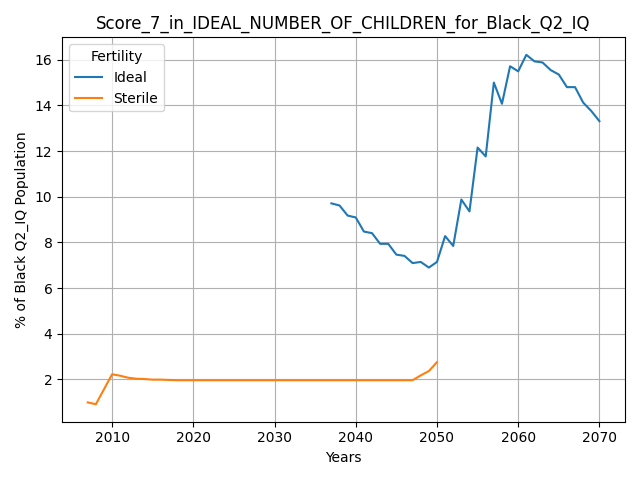 Score_7_in_IDEAL_NUMBER_OF_CHILDREN_for_Black_Q2_IQ
Fertility
Ideal
Sterile
% of Black Q2_IQ Population
16
14
12
10
8
6
4
2
2010 2020 2030 2040 2050 2060 2070
Years